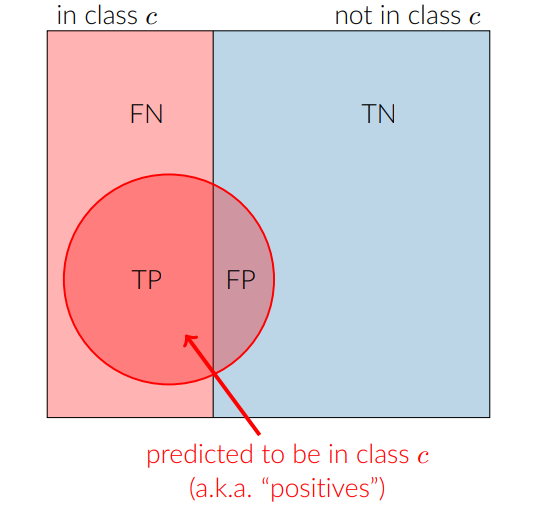 in class c
not in class c
FN
TN
TP
FP
predicted to be in class c
(a.k.a. “positives”)